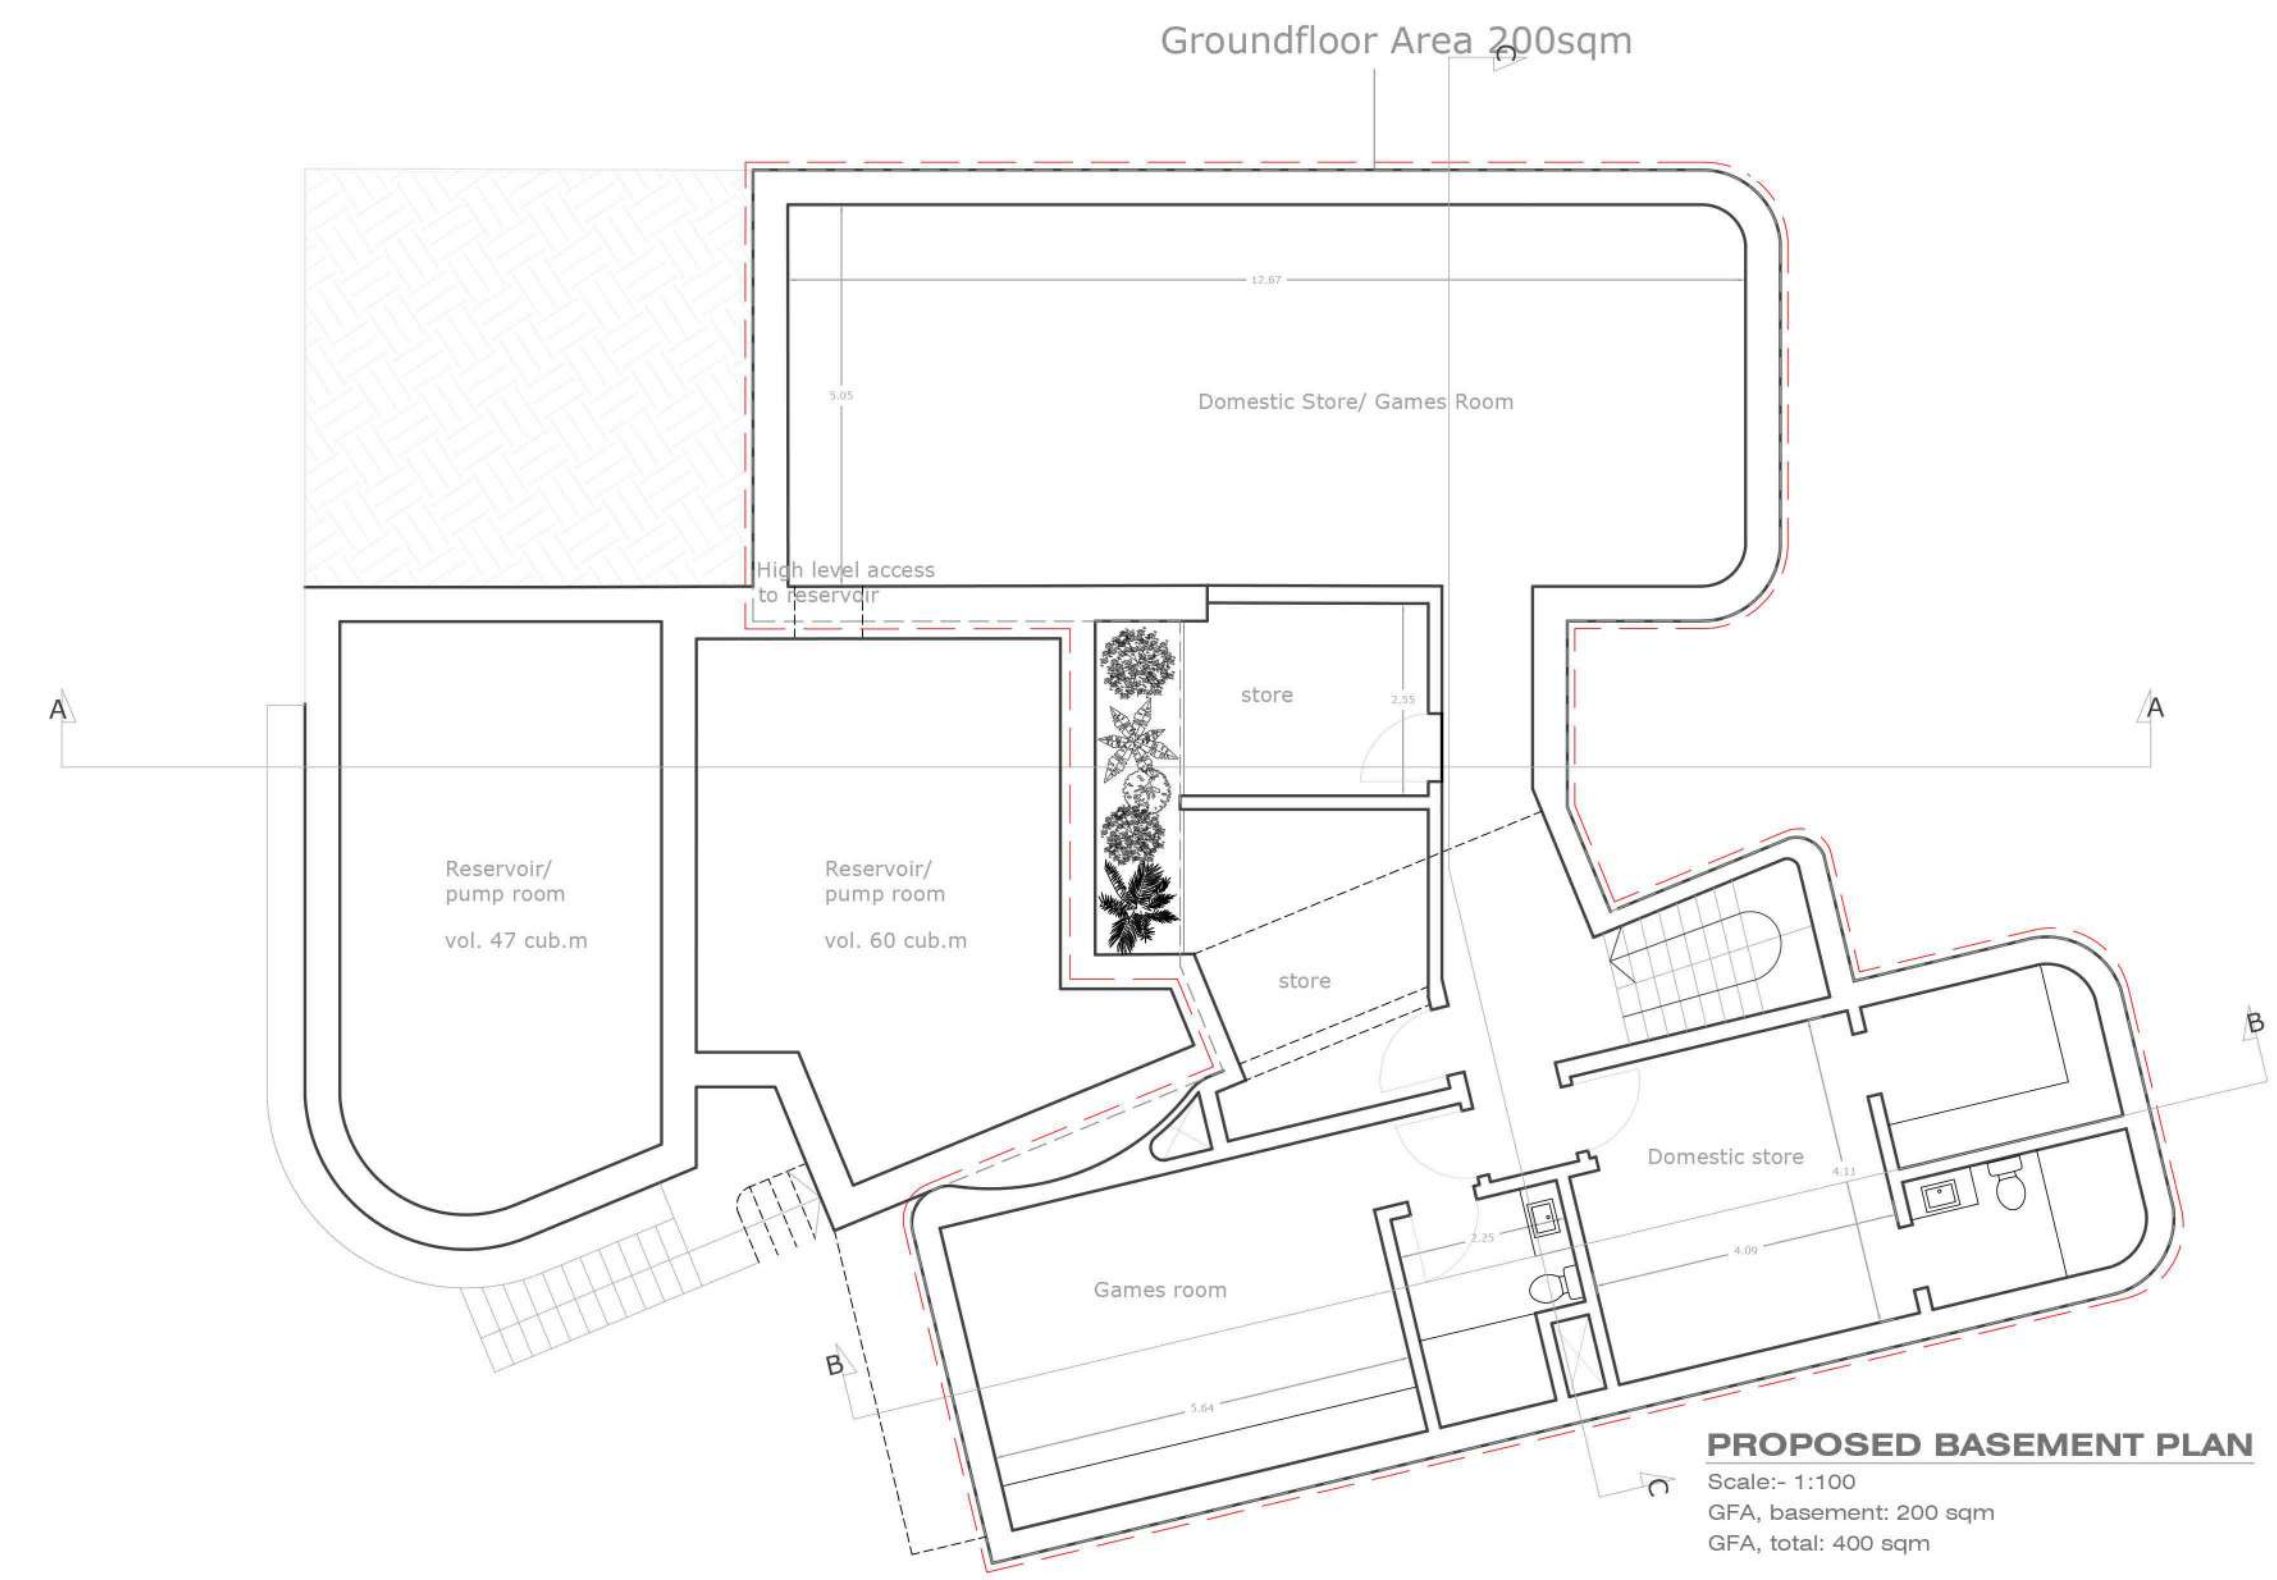 Groundfloor Area 200sqm
C
12.67
5.05
Domestic Store/ Games Room
High level access
to reservoir
store
2.55
A
A
Reservoir/
pump room
vol. 47 cub.m
Reservoir/
pump room
vol. 60 cub.m
store
B
Domestic store
4.11
2.25
4.09
Games room
B
5.64
C
PROPOSED BASEMENT PLAN
Scale:- 1:100
GFA, basement: 200 sqm
GFA, total: 400 sqm